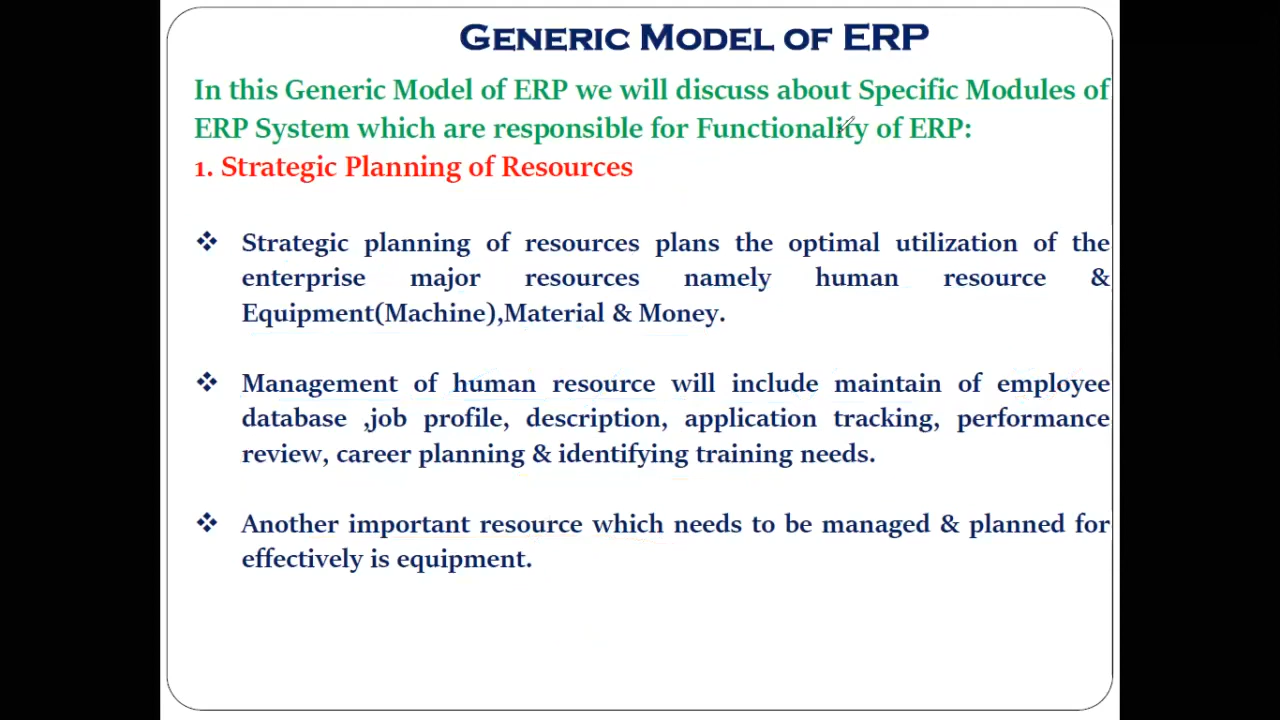 GENERIC MODEL OF ERP
In this Generic Model of ERP we will discuss about Specific Modules of
ERP System which are responsible for Functionality of ERP:
1. Strategic Planning of Resources
❖ Strategic planning of resources plans the optimal utilization of the
enterprise major resources namely human resource &
Equipment(Machine),Material & Money.
❖ Management of human resource will include maintain of employee
database ,job profile, description, application tracking, performance
review, career planning & identifying training needs.
❖ Another important resource which needs to be managed & planned for
effectively is equipment.